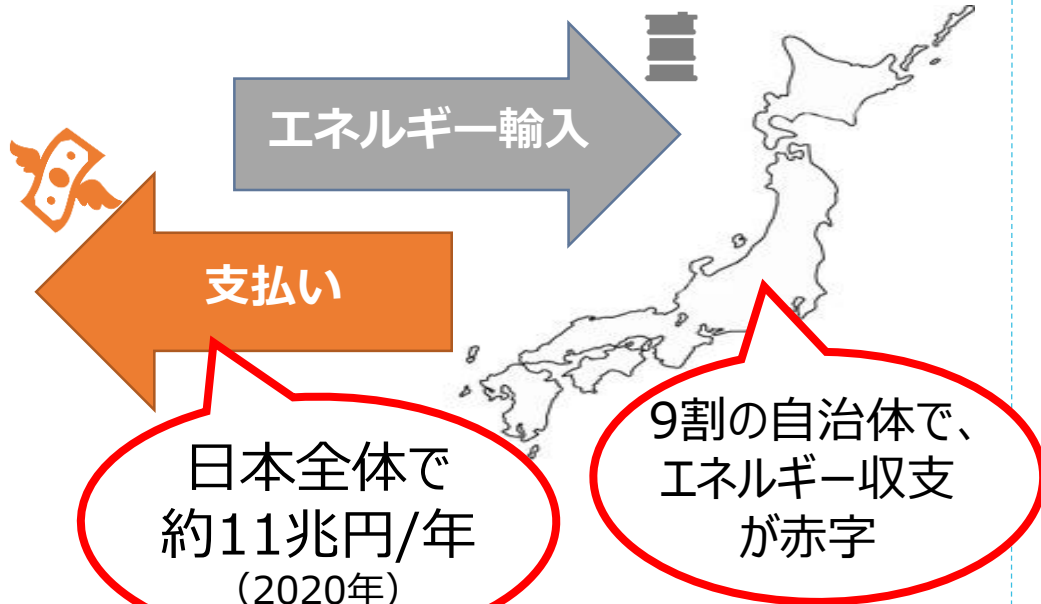 エネルギー輸入
支払い
日本全体で
約11兆円/年
（2020年）
9割の自治体で、
エネルギー収支
が赤字